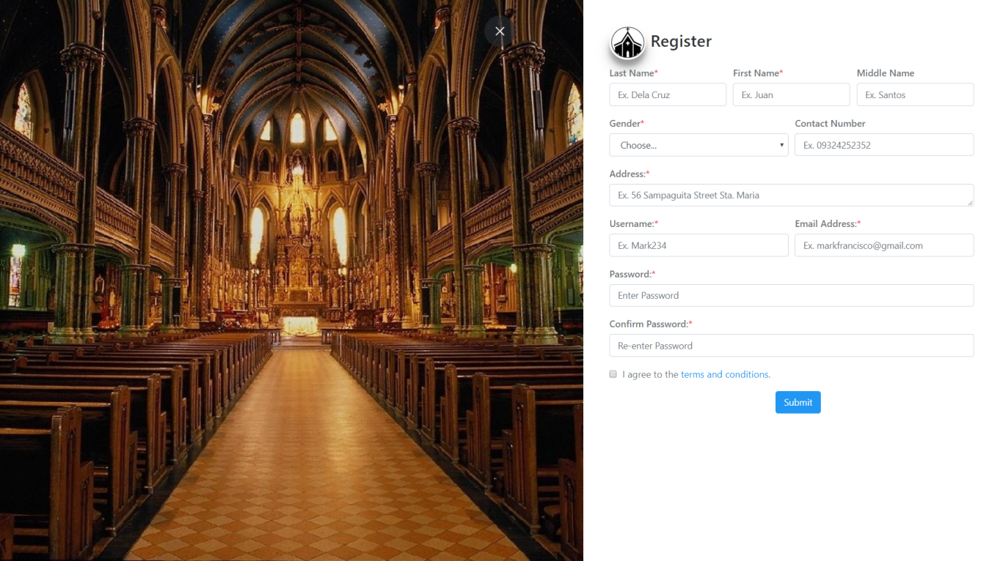 Register
Last Name* First Name* Middle Name
Ex. Dela Cruz Ex. Juan Ex. Santos
Gender* Contact Number
Choose... Ex. 09324252352
Address:*
Ex. 56 Sampaguita Street Sta. Maria
Username:* Email Address:*
Ex. Mark234 Ex. markfrancisco@gmail.com
Password:*
Enter Password
Confirm Password:*
Re-enter Password
I agree to the terms and conditions.
Submit